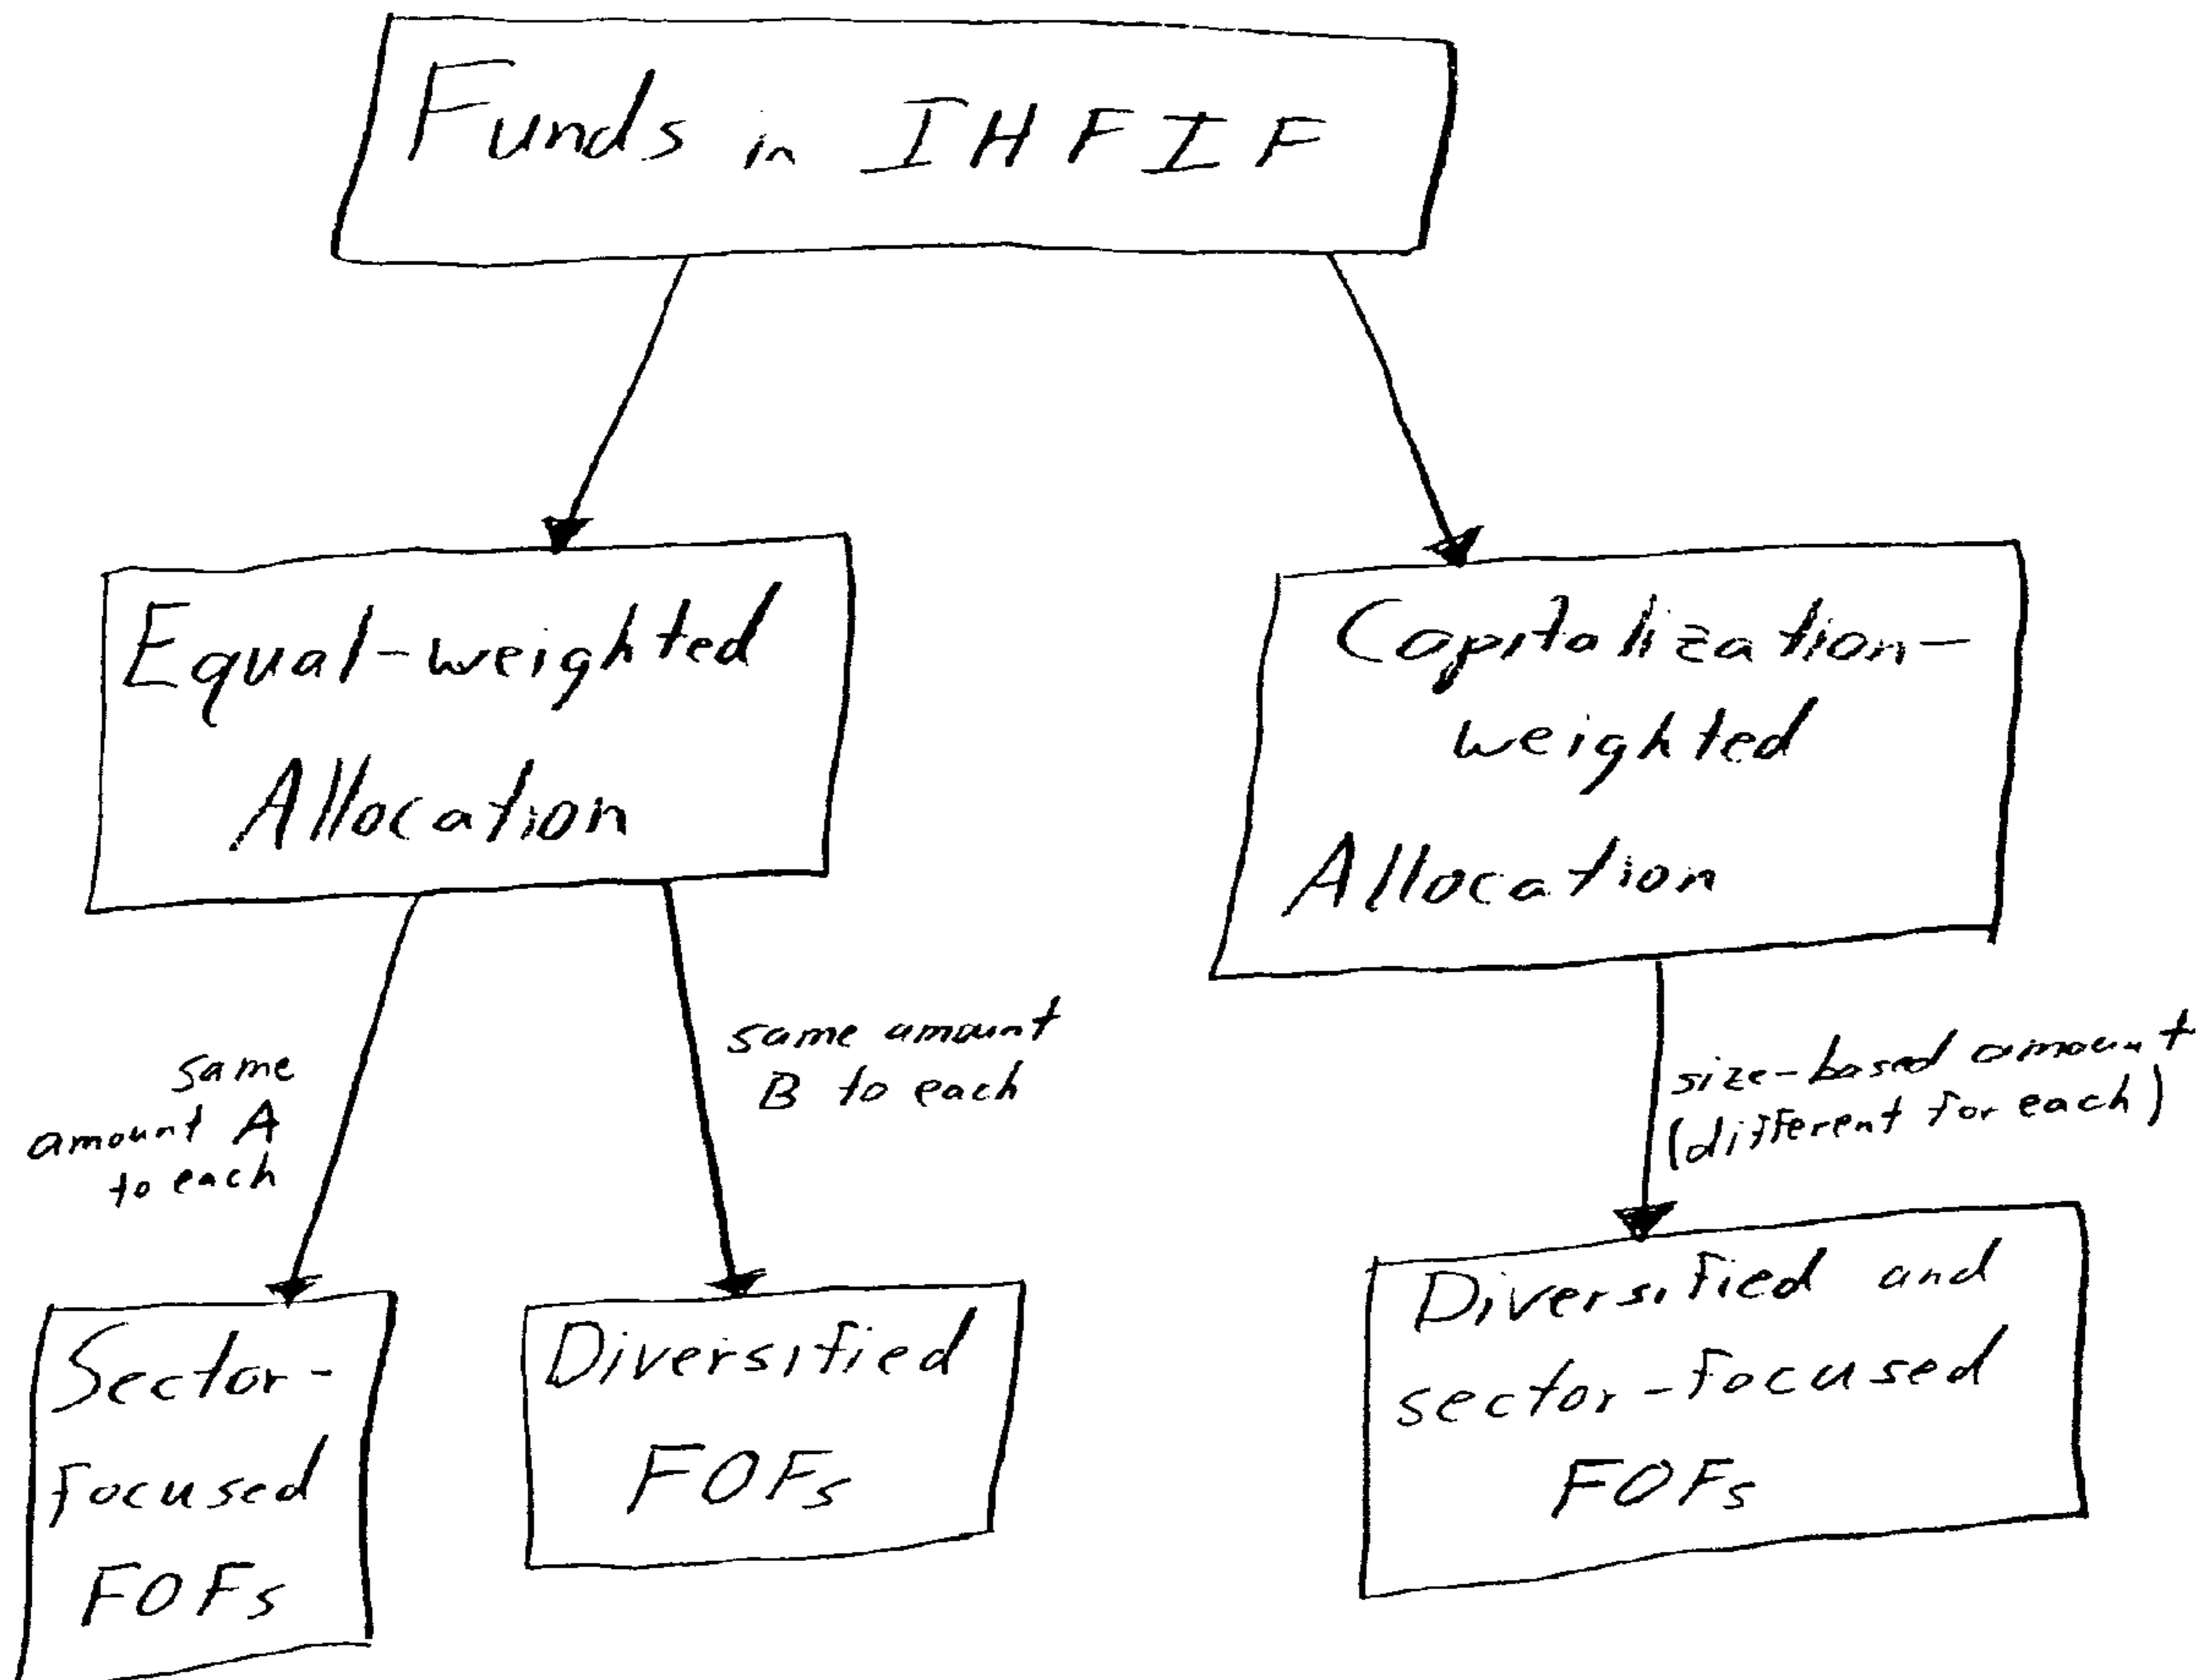 Funds in IHFIF
Equal-weighted
Allocation
Capitalization-
weighted
Allocation
same
amount A
to each
same amount
B to each
size-based amount
(different for each)
Sector-
focused
FOFs
Diversified
FOFs
Diversified and
sector-focused
FOFs